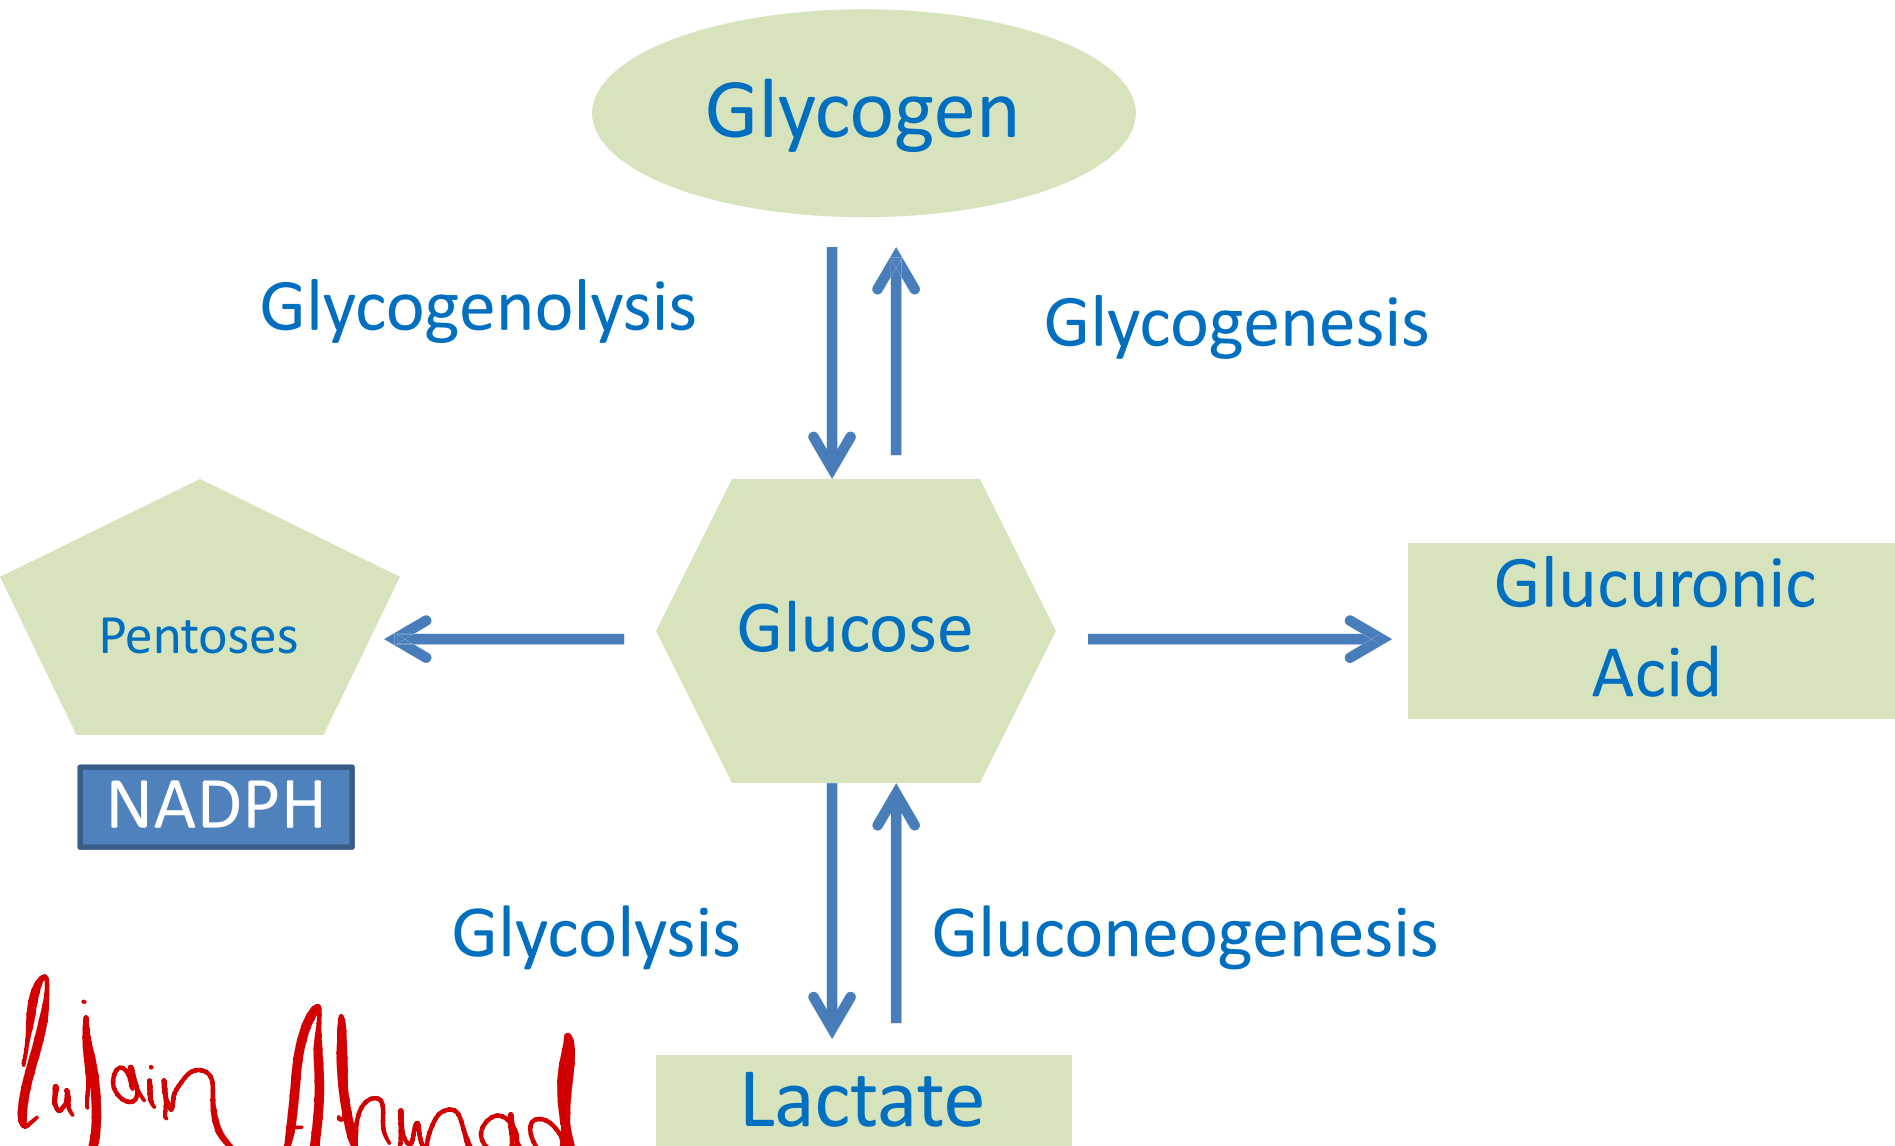 Glycogen
Glycogenolysis
Glycogenesis
Pentoses
Glucose
Glucuronic
Acid
NADPH
Glycolysis
Gluconeogenesis
Lujain Ahmad
Lactate